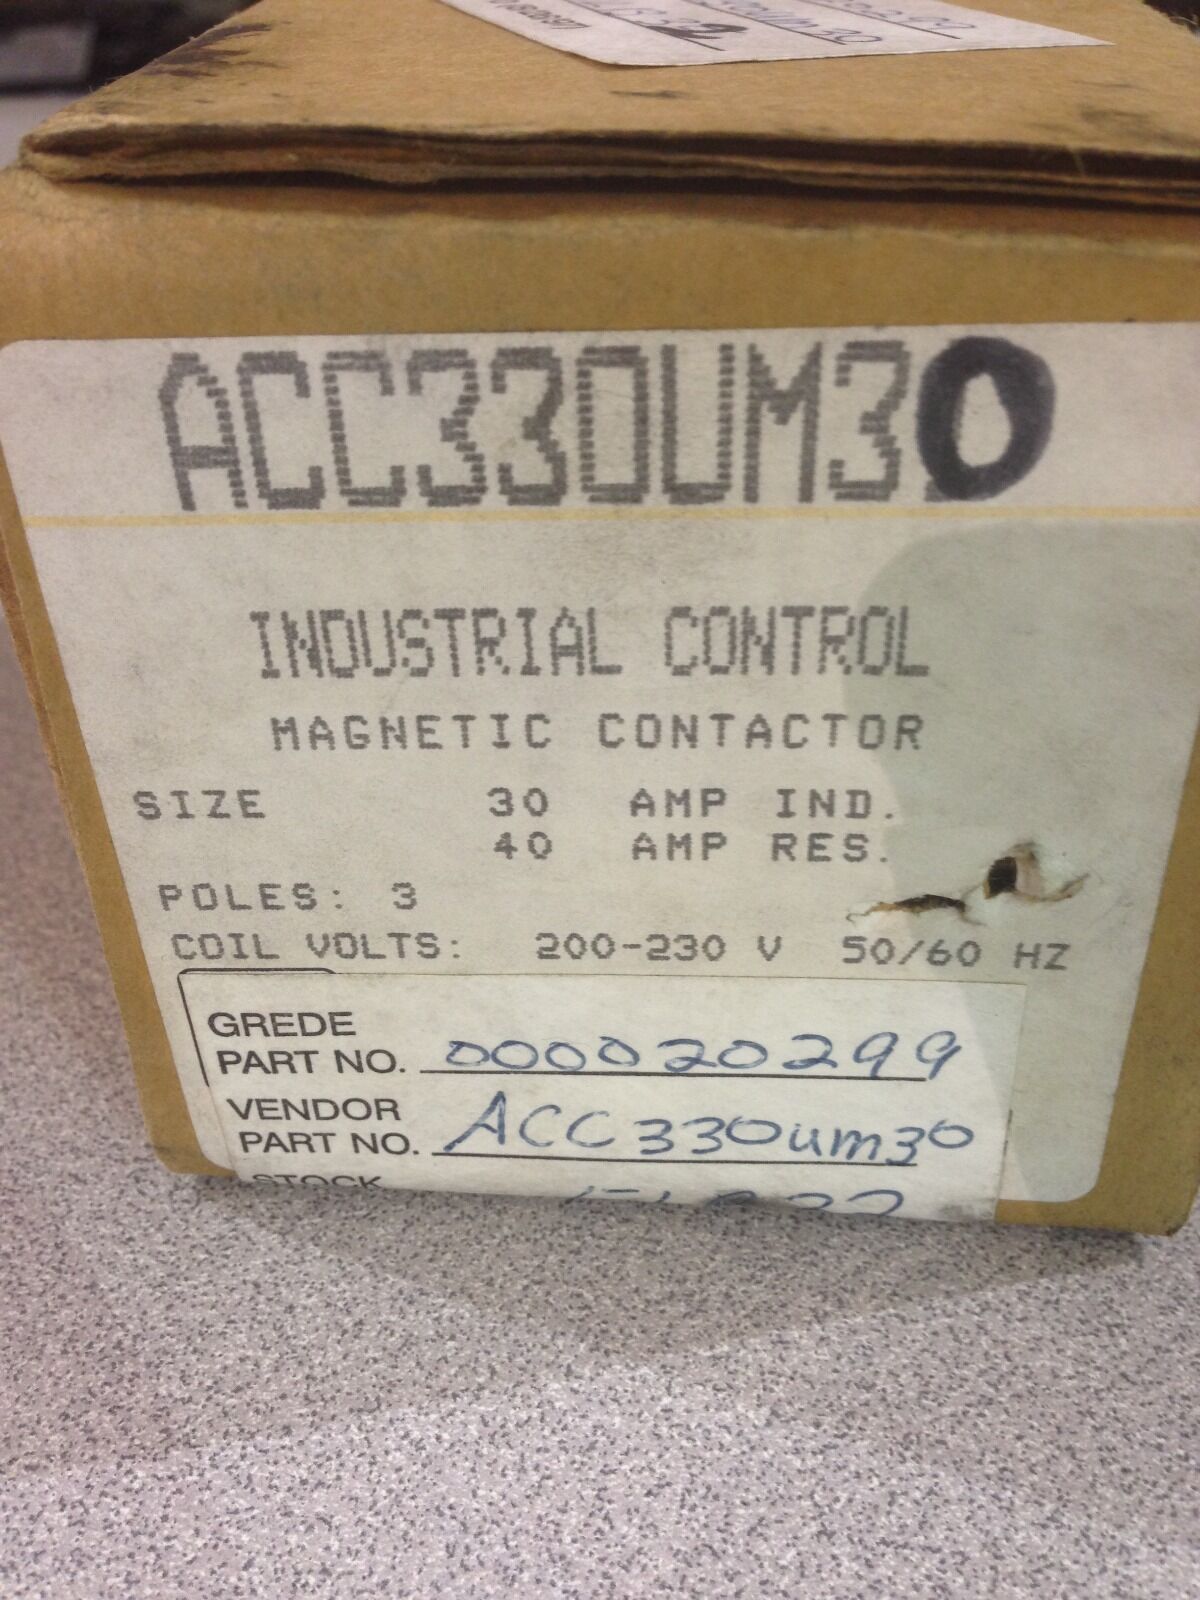 ACC330UM30
INDUSTRIAL CONTROL
MAGNETIC CONTACTOR
SIZE 30 AMP IND.
40 AMP RES.
POLES: 3
COIL VOLTS: 200-230 V 50/60 HZ
GREDE
PART NO. 000020299
VENDOR
PART NO. ACC330um30
STOCK